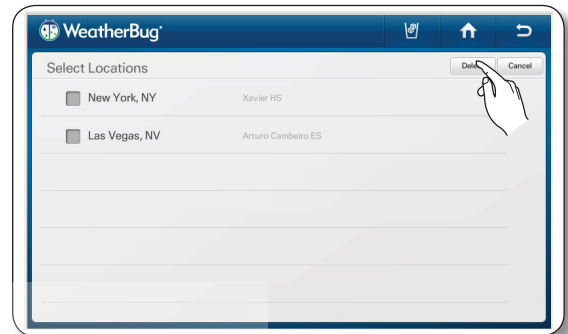 WeatherBug
Select Locations
Cancel
New York, NY Xavier HS
Las Vegas, NV Arturo Cambeiro ES